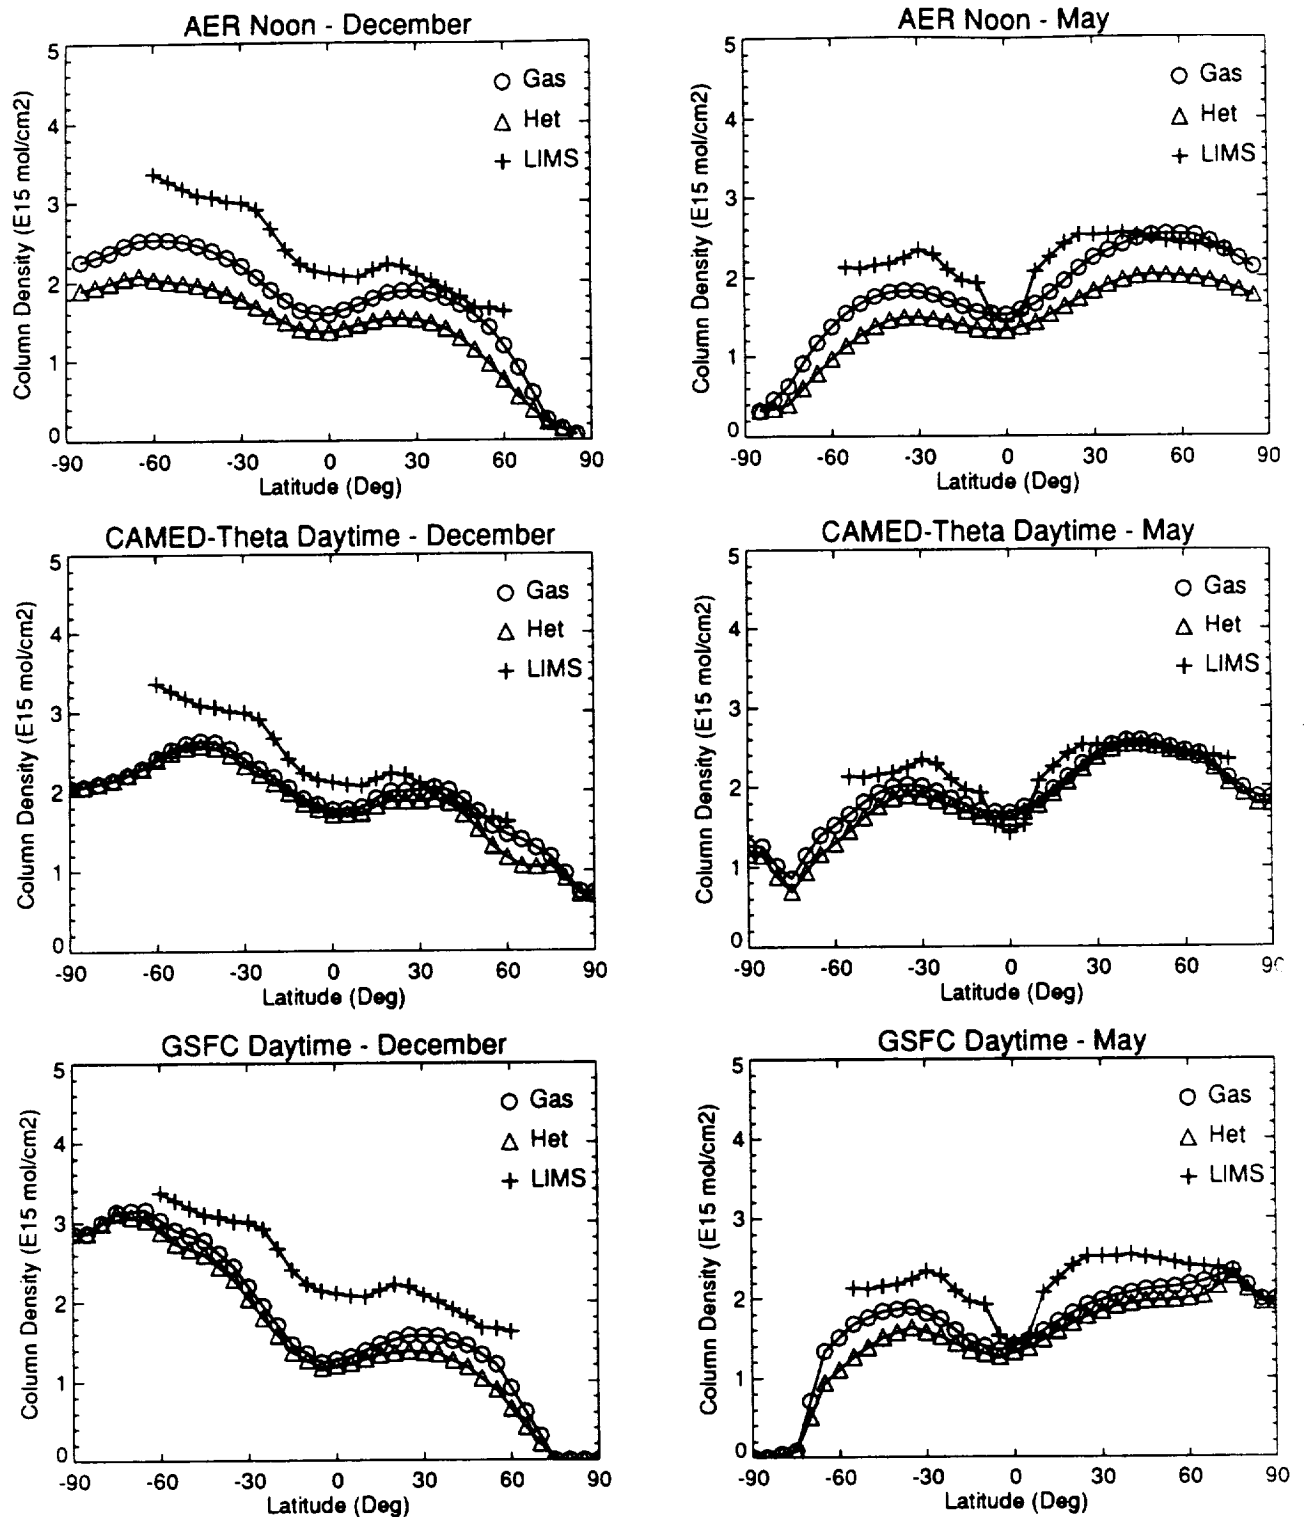 AER Noon - December
Column Density (E15 mol/cm2)
5
4
3
2
1
0
Gas
Het
LIMS
-90 -60 -30 0 30 60 90
Latitude (Deg)
AER Noon - May
Column Density (E15 mol/cm2)
5
4
3
2
1
0
Gas
Het
LIMS
-90 -60 -30 0 30 60 90
Latitude (Deg)
CAMED-Theta Daytime - December
Column Density (E15 mol/cm2)
5
4
3
2
1
0
Gas
Het
LIMS
-90 -60 -30 0 30 60 90
Latitude (Deg)
CAMED-Theta Daytime - May
Column Density (E15 mol/cm2)
5
4
3
2
1
0
Gas
Het
LIMS
-90 -60 -30 0 30 60 90
Latitude (Deg)
GSFC Daytime - December
Column Density (E15 mol/cm2)
5
4
3
2
1
0
Gas
Het
LIMS
-90 -60 -30 0 30 60 90
Latitude (Deg)
GSFC Daytime - May
Column Density (E15 mol/cm2)
5
4
3
2
1
0
Gas
Het
LIMS
-90 -60 -30 0 30 60 90
Latitude (Deg)